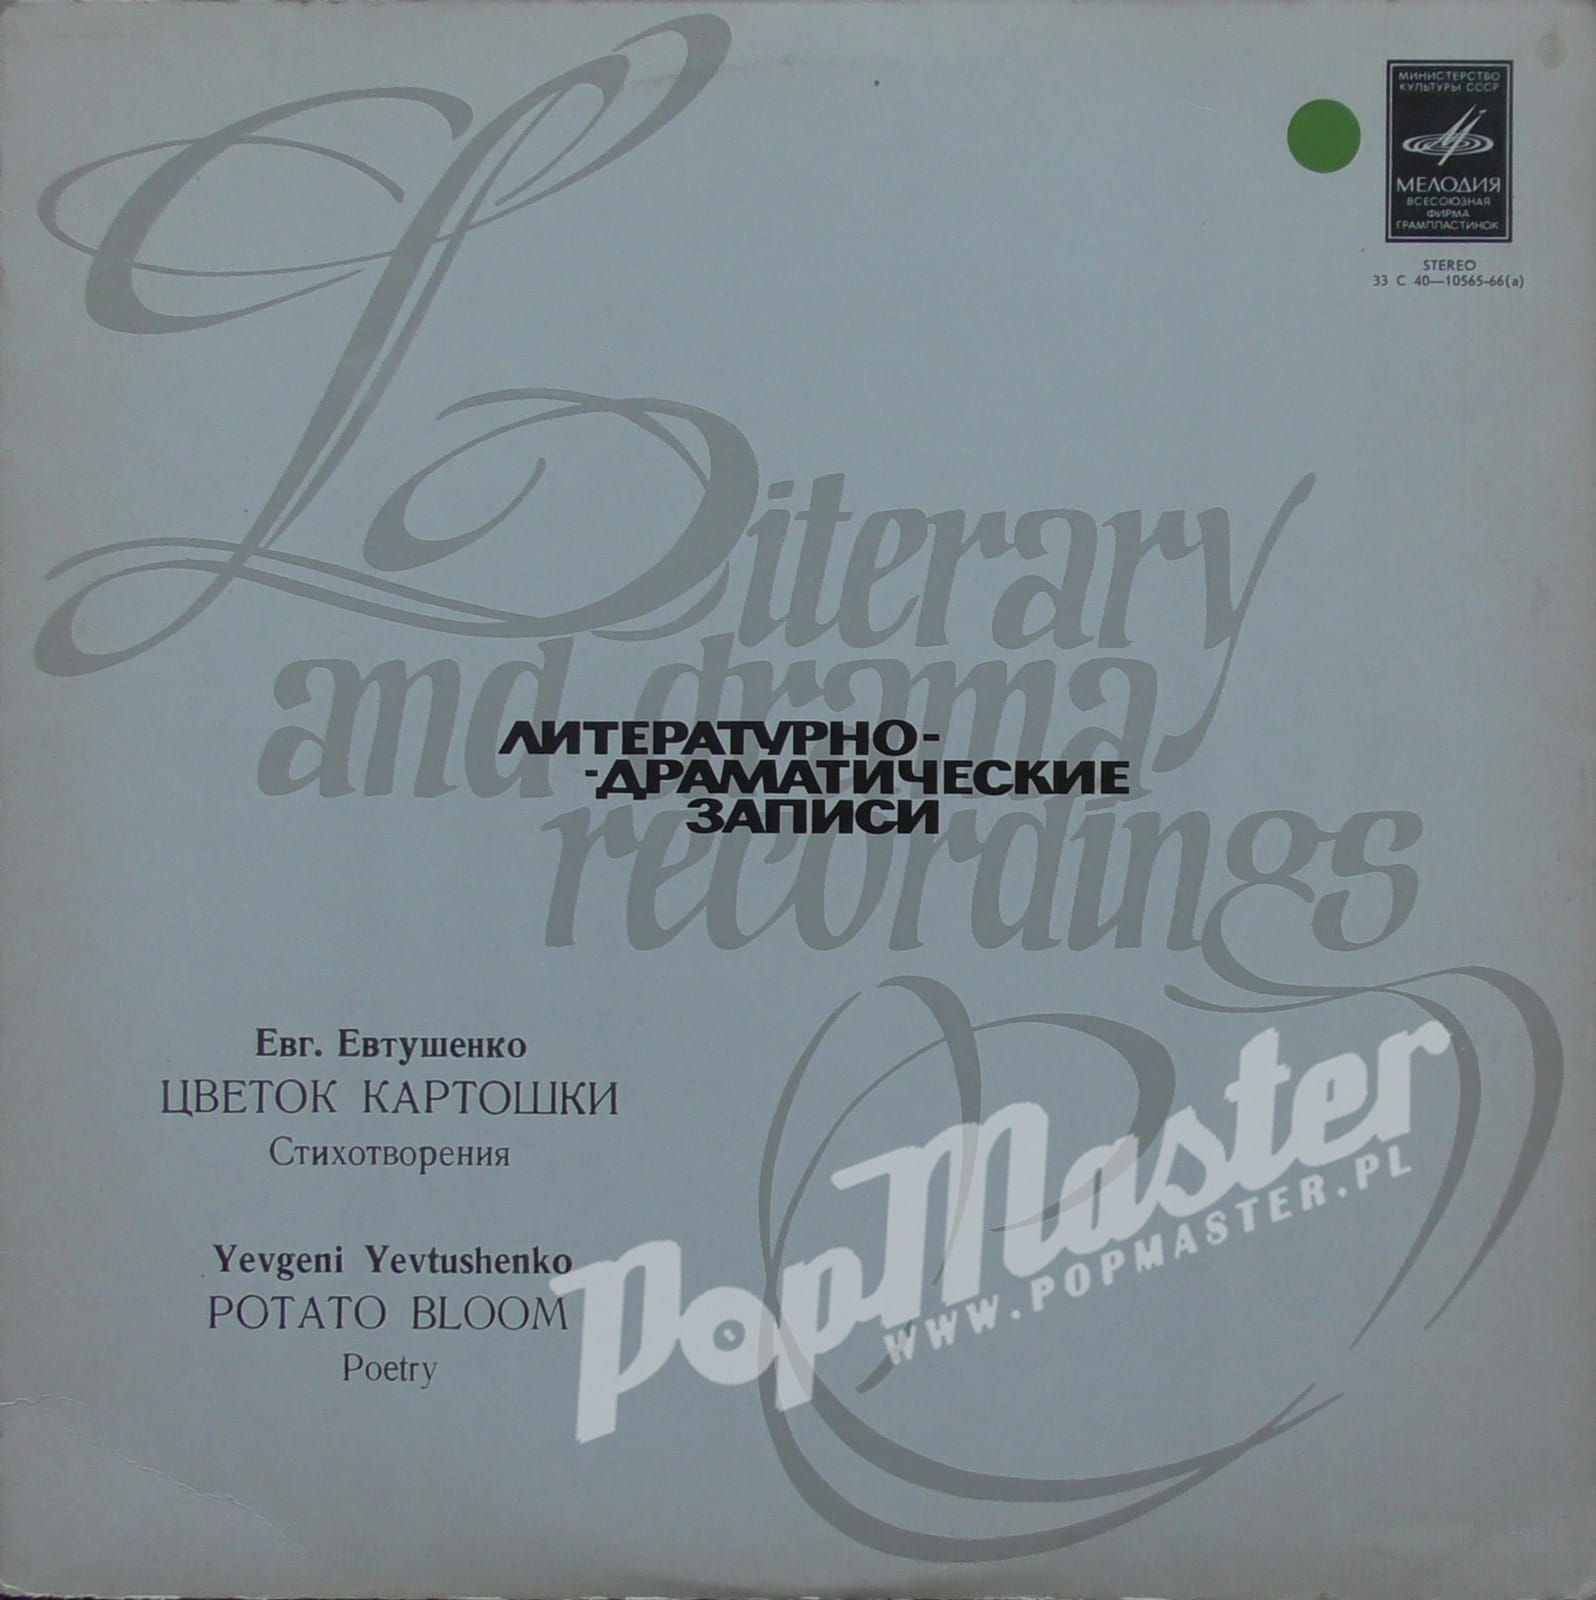 МИНИСТЕРСТВО
КУЛЬТУРЫ СССР
МЕЛОДИЯ
ВСЕСОЮЗНАЯ
ФИРМА
ГРАМПЛАСТИНОК
STEREO
33 С 40—10565-66(а)
Literary
and drama
recordings
ЛИТЕРАТУРНО-
-ДРАМАТИЧЕСКИЕ
ЗАПИСИ
Евг. Евтушенко
ЦВЕТОК КАРТОШКИ
Стихотворения
Yevgeni Yevtushenko
POTATO BLOOM
Poetry
PopMaster
WWW.POPMASTER.PL